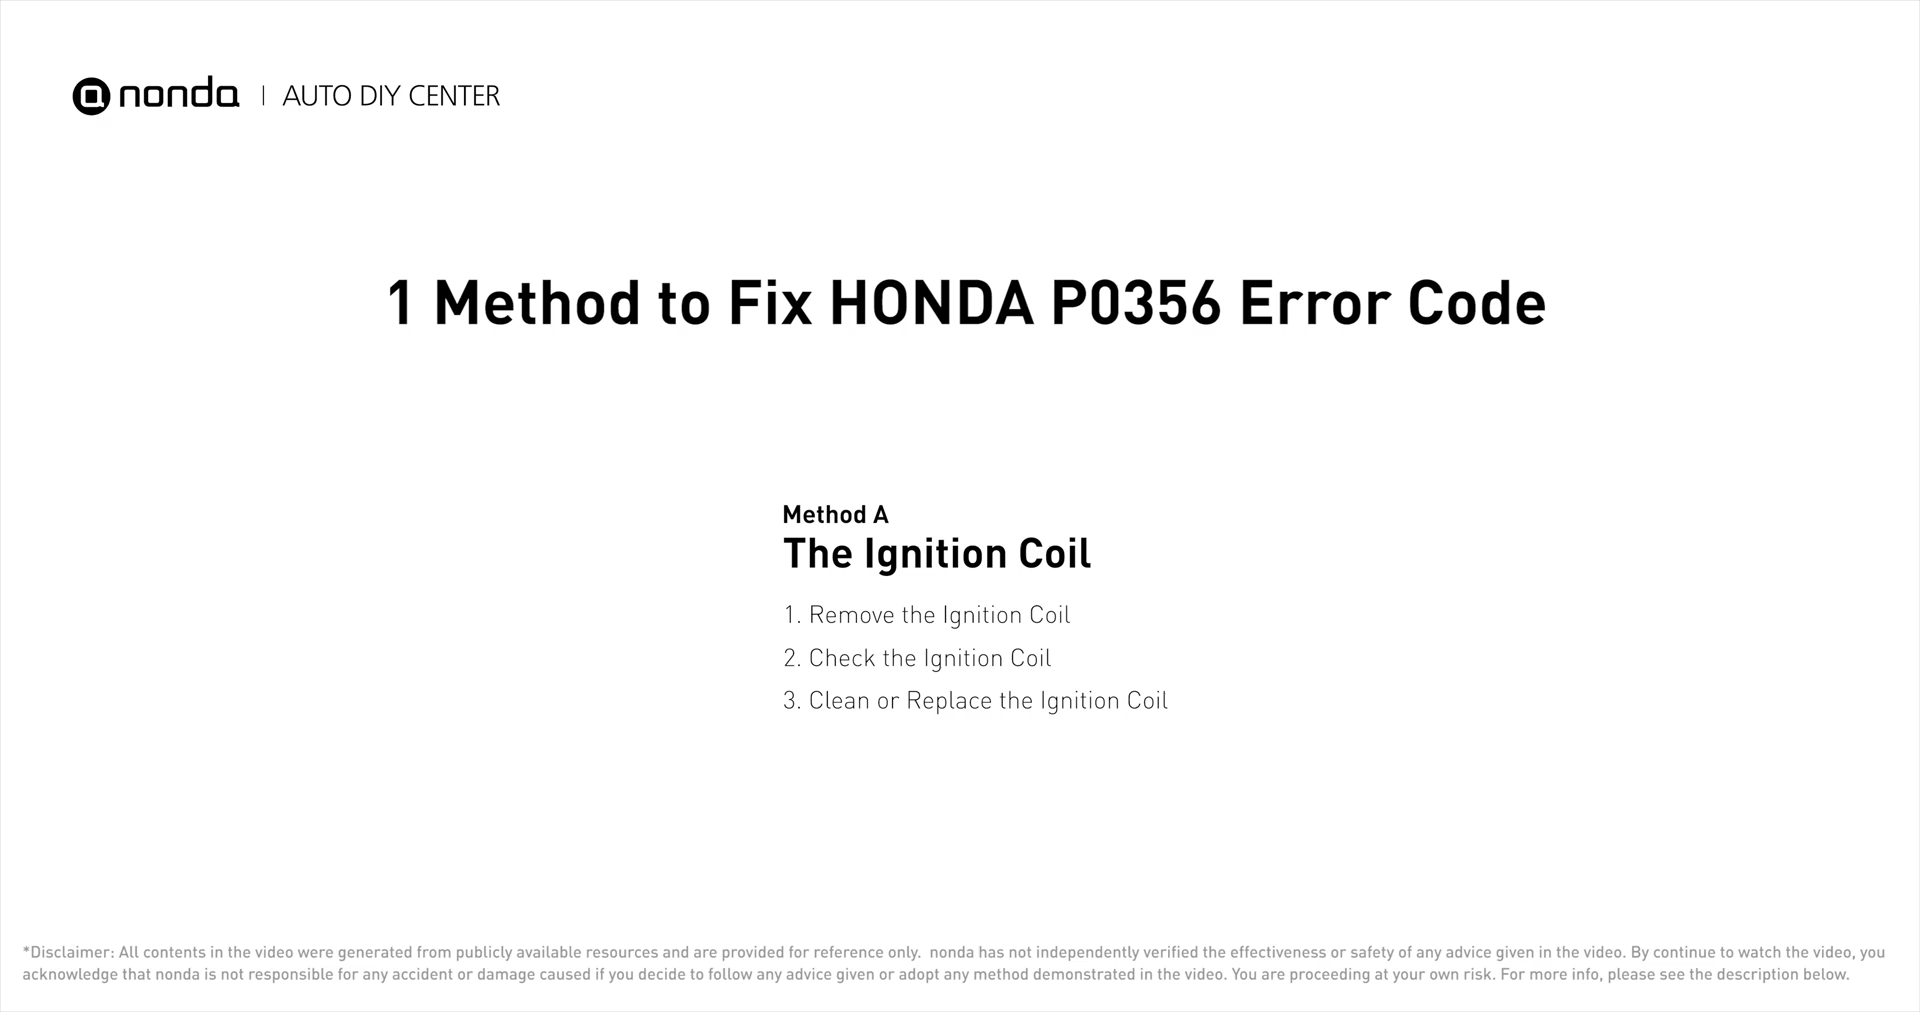 nonda | AUTO DIY CENTER
1 Method to Fix HONDA P0356 Error Code
Method A
The Ignition Coil
1. Remove the Ignition Coil
2. Check the Ignition Coil
3. Clean or Replace the Ignition Coil
*Disclaimer: All contents in the video were generated from publicly available resources and are provided for reference only.  nonda has not independently verified the effectiveness or safety of any advice given in the video. By continue to watch the video, you
acknowledge that nonda is not responsible for any accident or damage caused if you decide to follow any advice given or adopt any method demonstrated in the video. You are proceeding at your own risk. For more info, please see the description below.